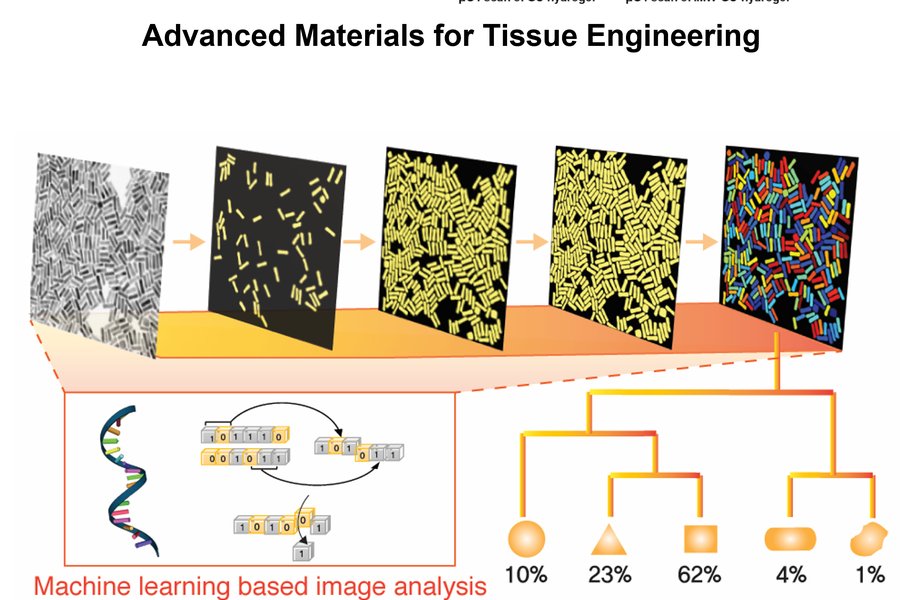 Advanced Materials for Tissue Engineering
1 0 1 1 1 0
0 0 1 0 1 1
1 0 1 0 1 1
1 0 1 0 0 1
1
10% 23% 62% 4% 1%
Machine learning based image analysis